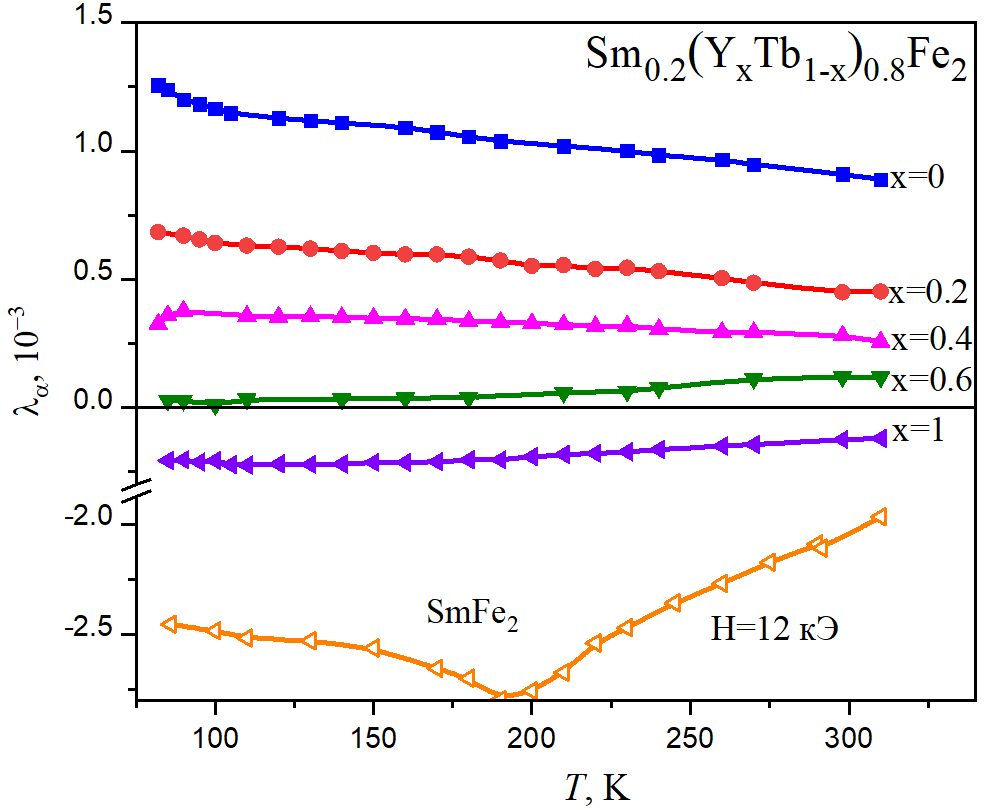 Sm0.2(YxTb1-x)0.8Fe2
1.5
1.0
x=0
0.5
x=0.2
x=0.4
x=0.6
0.0
x=1
-2.0
SmFe2
H=12 кЭ
-2.5
λα, 10−3
100 150 200 250 300
T, K